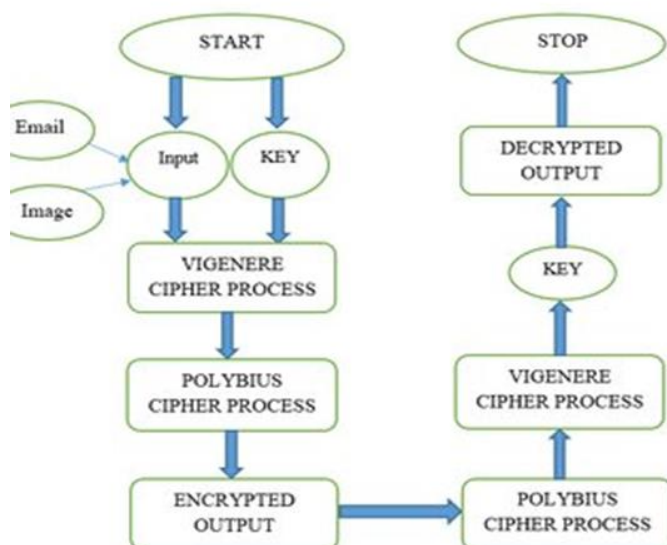 START
Email
Input
KEY
Image
VIGENERE
CIPHER PROCESS
POLYBIUS
CIPHER PROCESS
ENCRYPTED
OUTPUT
POLYBIUS
CIPHER PROCESS
VIGENERE
CIPHER PROCESS
KEY
DECRYPTED
OUTPUT
STOP